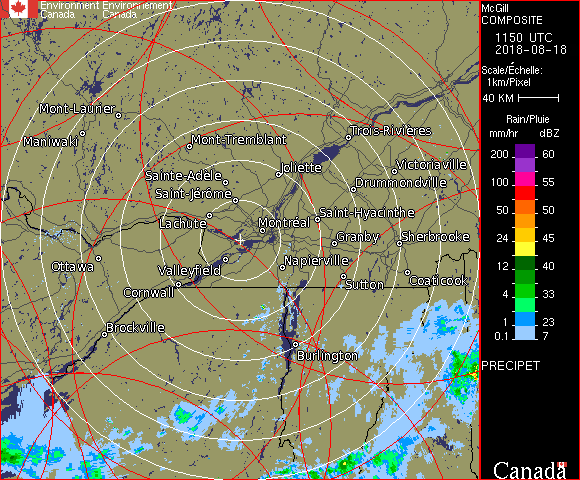 Environment Environnement
Canada Canada
McGill
COMPOSITE
1150 UTC
2018-08-18
Scale/Échelle:
1km/Pixel
40 KM
Rain/Pluie
mm/hr dBZ
200 60
100 55
50 50
24 45
12 40
4 33
1 23
0.1 7
PRECIPET
Canada
Mont-Laurier
Maniwaki
Mont-Tremblant
Trois-Rivières
Victoriaville
Joliette
Sainte-Adèle
Drummondville
Saint-Jérôme
Lachute
Saint-Hyacinthe
Montréal
Granby
Sherbrooke
Ottawa
Valleyfield
Napierville
Cornwall
Sutton
Coaticook
Brockville
Burlington